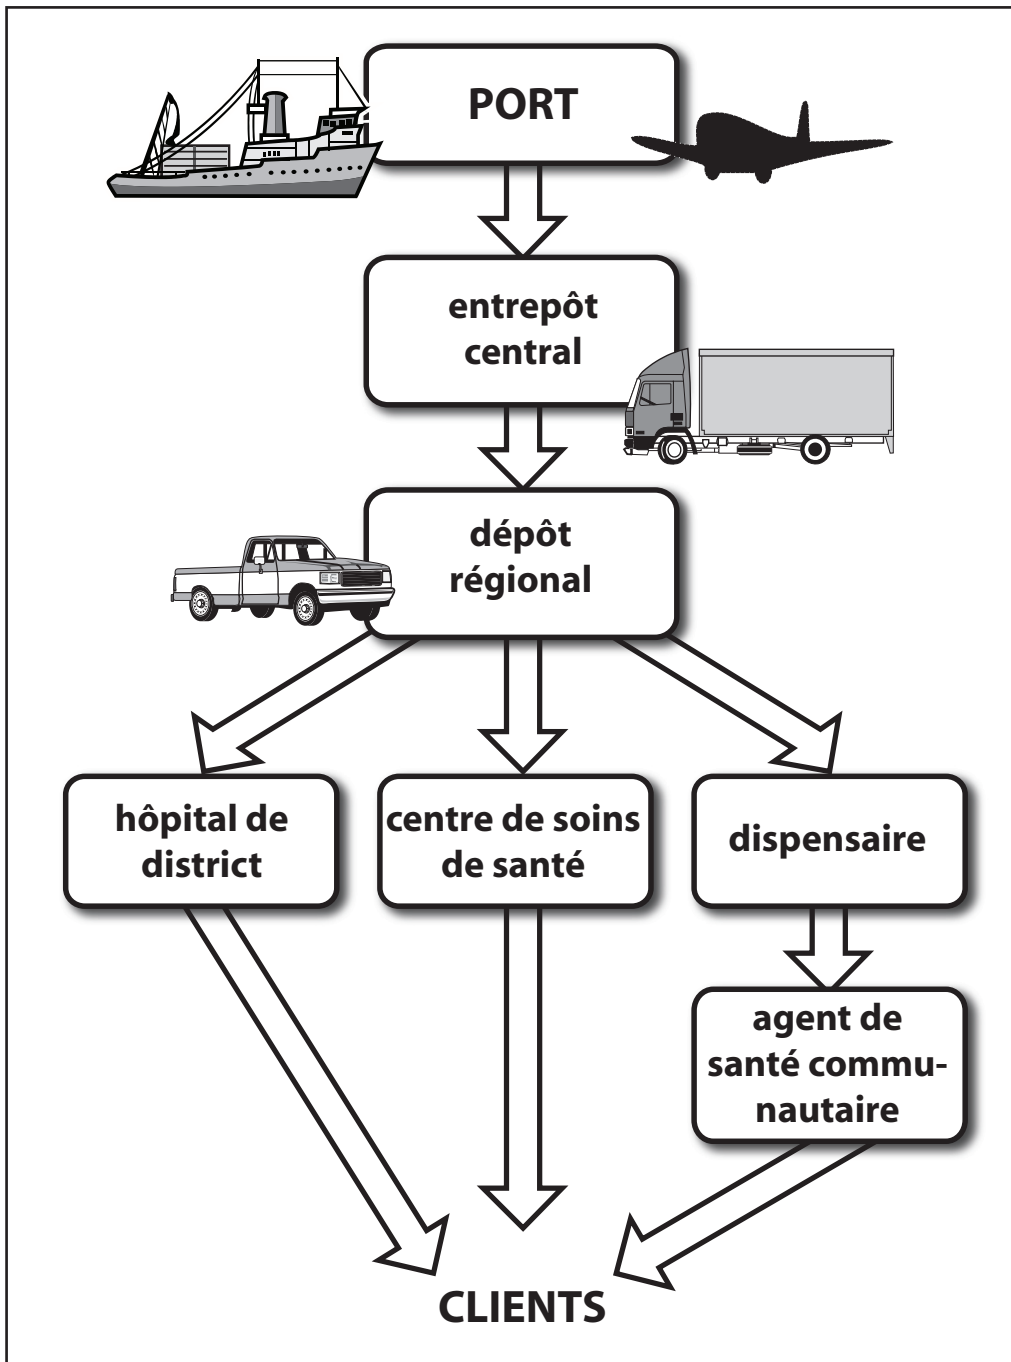 PORT
entrepôt
central
dépôt
régional
hôpital de
district
centre de soins
de santé
dispensaire
agent de
santé commu-
nautaire
CLIENTS